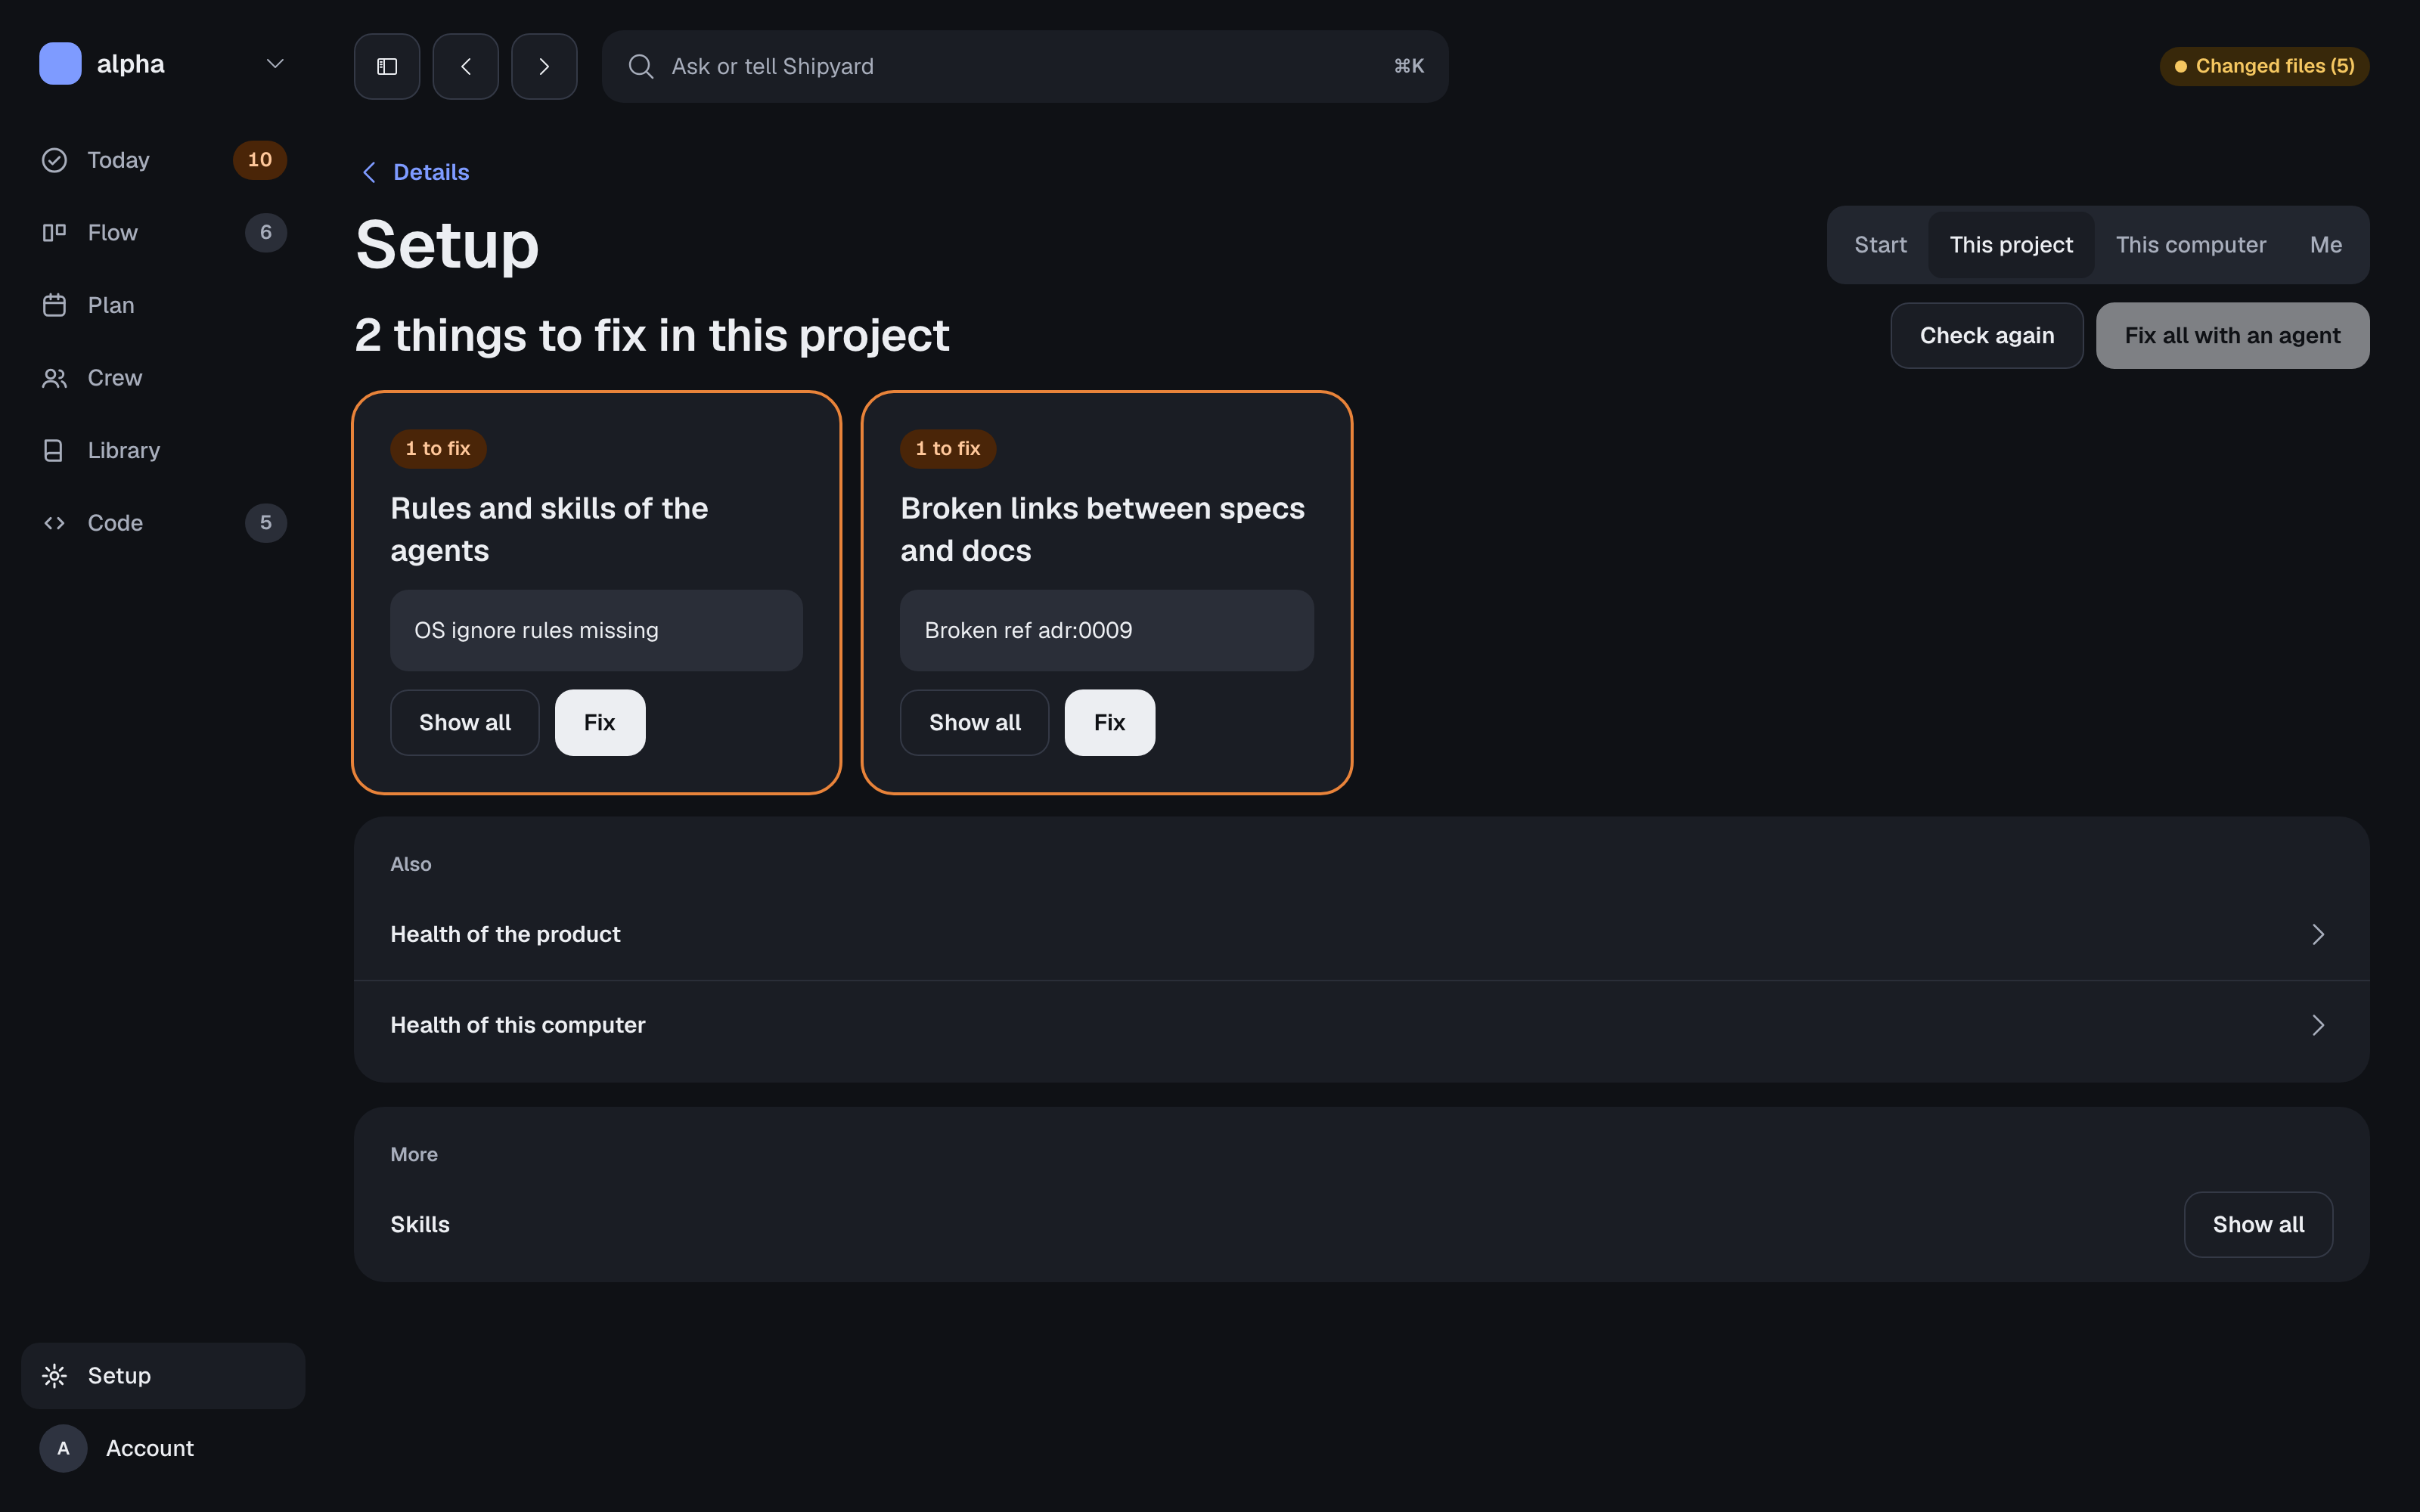 alpha
Ask or tell Shipyard
⌘K
Changed files (5)
Today
10
Flow
6
Plan
Crew
Library
Code
5
Details
Setup
Start
This project
This computer
Me
2 things to fix in this project
Check again
Fix all with an agent
1 to fix
Rules and skills of the
agents
OS ignore rules missing
Show all
Fix
1 to fix
Broken links between specs
and docs
Broken ref adr:0009
Show all
Fix
Also
Health of the product
Health of this computer
More
Skills
Show all
Setup
A
Account